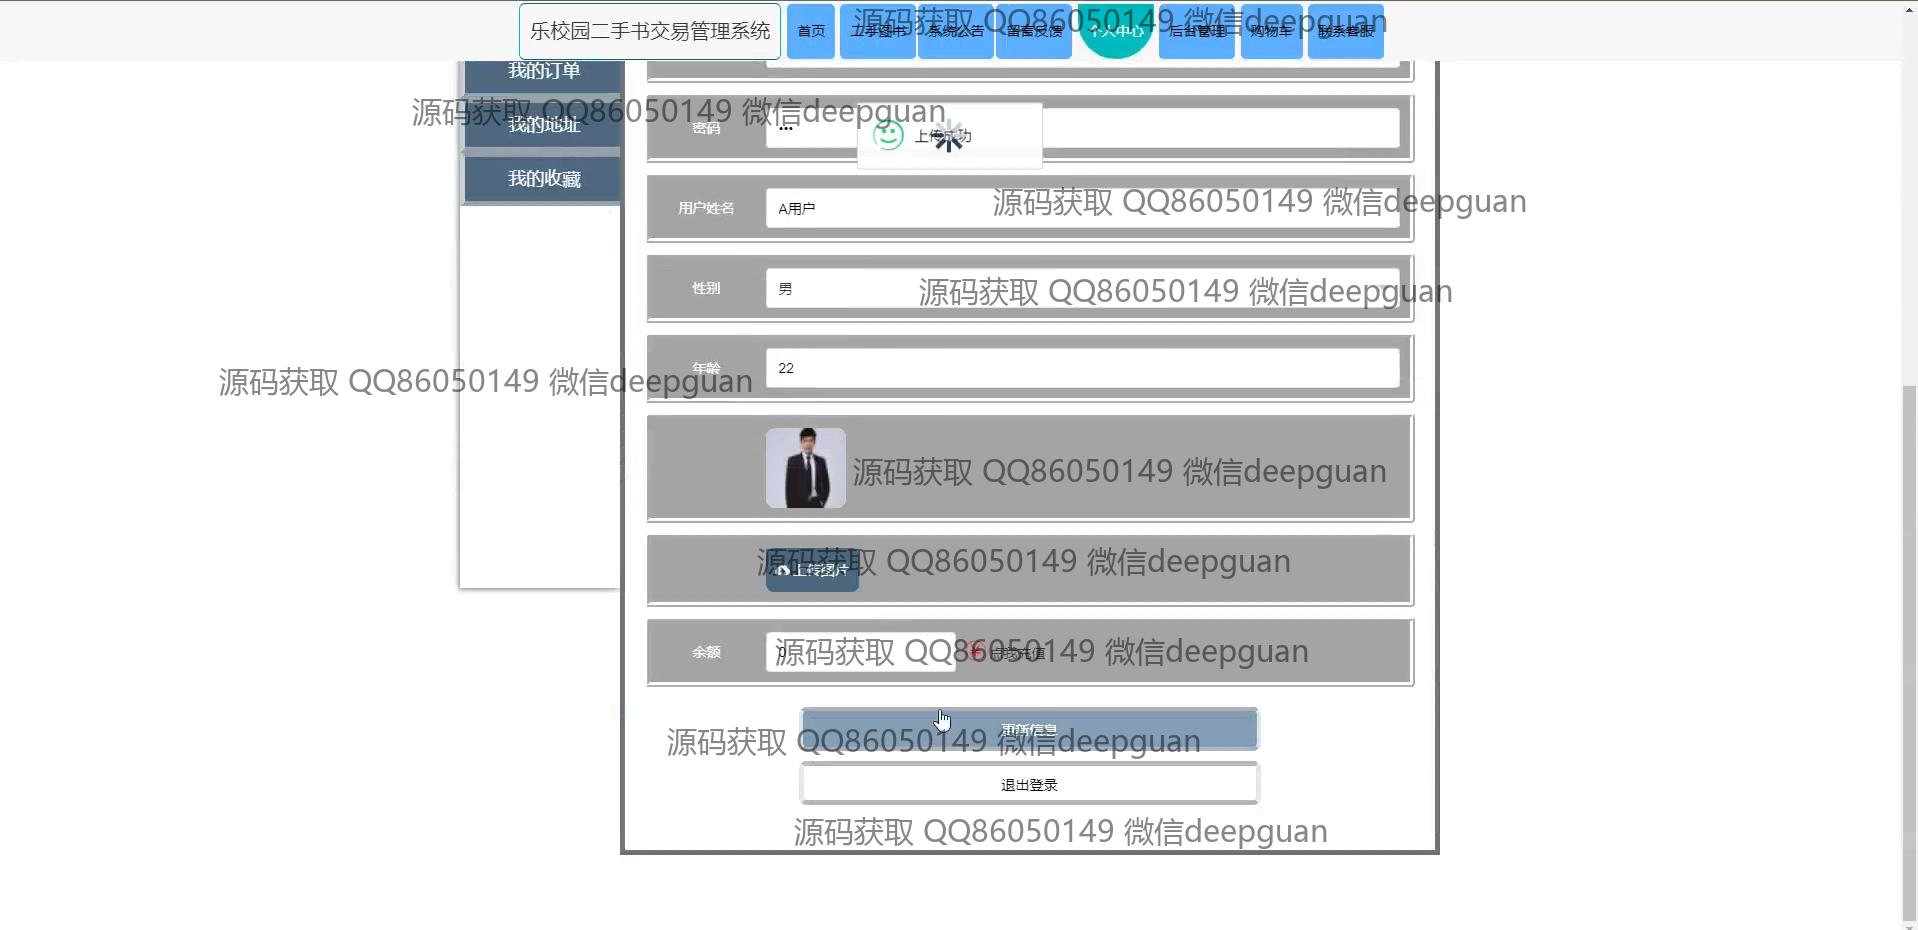 乐校园二手书交易管理系统 首页 二手图书 系统公告 留言反馈 个人中心 后台管理 购物车 联系客服
源码获取 QQ86050149 微信deepguan
我的订单
源码获取 QQ86050149 微信deepguan
我的地址
密码 •••
上传成功
我的收藏
用户姓名 A用户
源码获取 QQ86050149 微信deepguan
性别 男
源码获取 QQ86050149 微信deepguan
年龄 22
源码获取 QQ86050149 微信deepguan
源码获取 QQ86050149 微信deepguan
源码获取 QQ86050149 微信deepguan
上传图片
余额 0 点我充值
源码获取 QQ86050149 微信deepguan
更新信息
源码获取 QQ86050149 微信deepguan
退出登录
源码获取 QQ86050149 微信deepguan